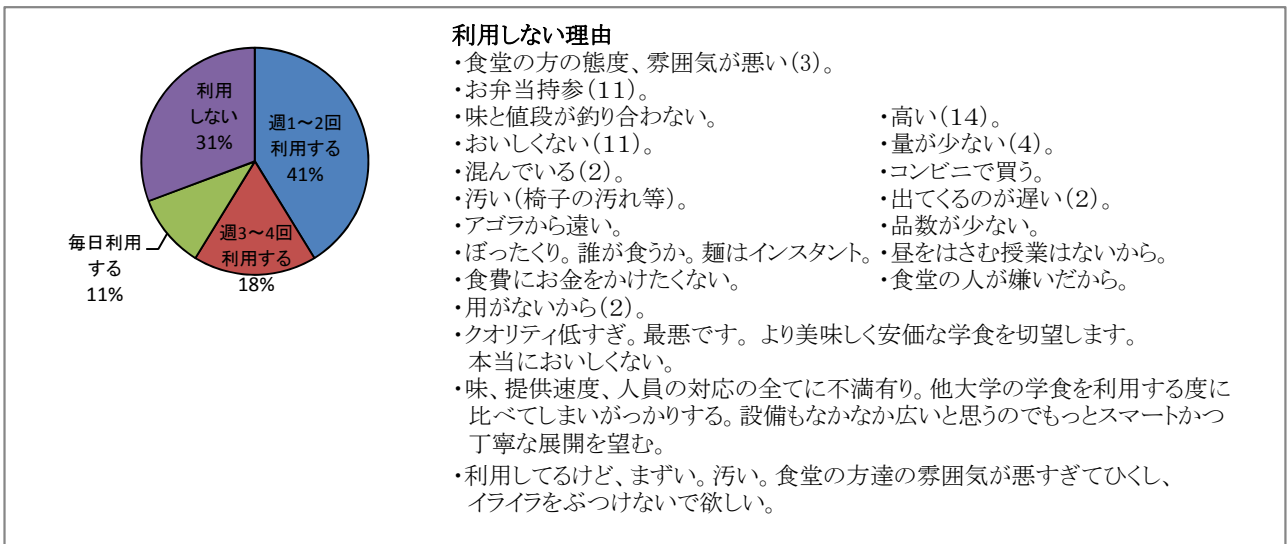 利用
しない
31%
週1～2回
利用する
41%
週3～4回
利用する
18%
毎日利用
する
11%
利用しない理由
・食堂の方の態度、雰囲気が悪い(3)。
・お弁当持参(11)。
・味と値段が釣り合わない。
・高い(14)。
・おいしくない(11)。
・量が少ない(4)。
・混んでいる(2)。
・コンビニで買う。
・汚い(椅子の汚れ等)。
・出てくるのが遅い(2)。
・アゴラから遠い。
・品数が少ない。
・ぼったくり。誰が食うか。麺はインスタント。
・昼をはさむ授業はないから。
・食費にお金をかけたくない。
・食堂の人が嫌いだから。
・用がないから(2)。
・クオリティ低すぎ。最悪です。より美味しく安価な学食を切望します。
本当においしくない。
・味、提供速度、人員の対応の全てに不満有り。他大学の学食を利用する度に
比べてしまいがっかりする。設備もなかなか広いと思うのでもっとスマートかつ
丁寧な展開を望む。
・利用してるけど、まずい。汚い。食堂の方達の雰囲気が悪すぎてひくし、
イライラをぶつけないで欲しい。